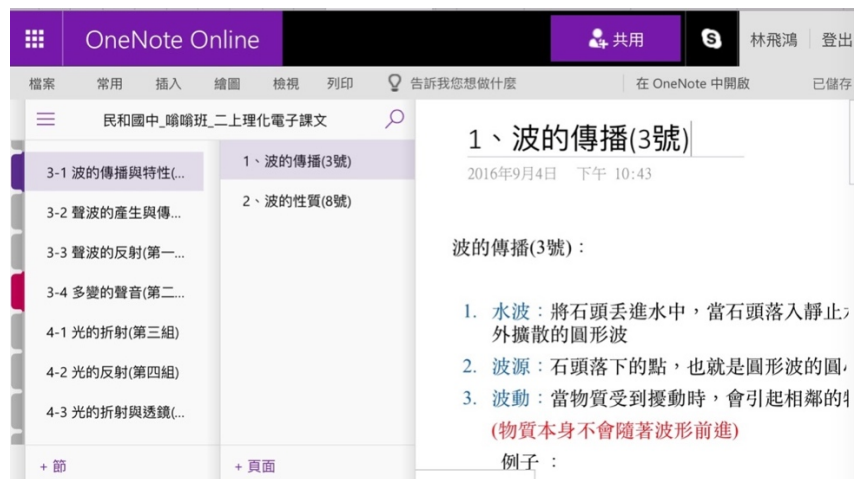 OneNote Online
共用
林飛鴻
登出
檔案 常用 插入 繪圖 檢視 列印 告訴我您想做什麼 在 OneNote 中開啟 已儲存
民和國中_嗡嗡班_二上理化電子課文
3-1 波的傳播與特性(...
3-2 聲波的產生與傳...
3-3 聲波的反射(第一...
3-4 多變的聲音(第二...
4-1 光的折射(第三組)
4-2 光的反射(第四組)
4-3 光的折射與透鏡(...
+ 節
1、波的傳播(3號)
2、波的性質(8號)
+ 頁面
1、波的傳播(3號)
2016年9月4日 下午 10:43
波的傳播(3號)：
1. 水波：將石頭丟進水中，當石頭落入靜止
外擴散的圓形波
2. 波源：石頭落下的點，也就是圓形波的圓
3. 波動：當物質受到擾動時，會引起相鄰的
(物質本身不會隨著波形前進)
例子：